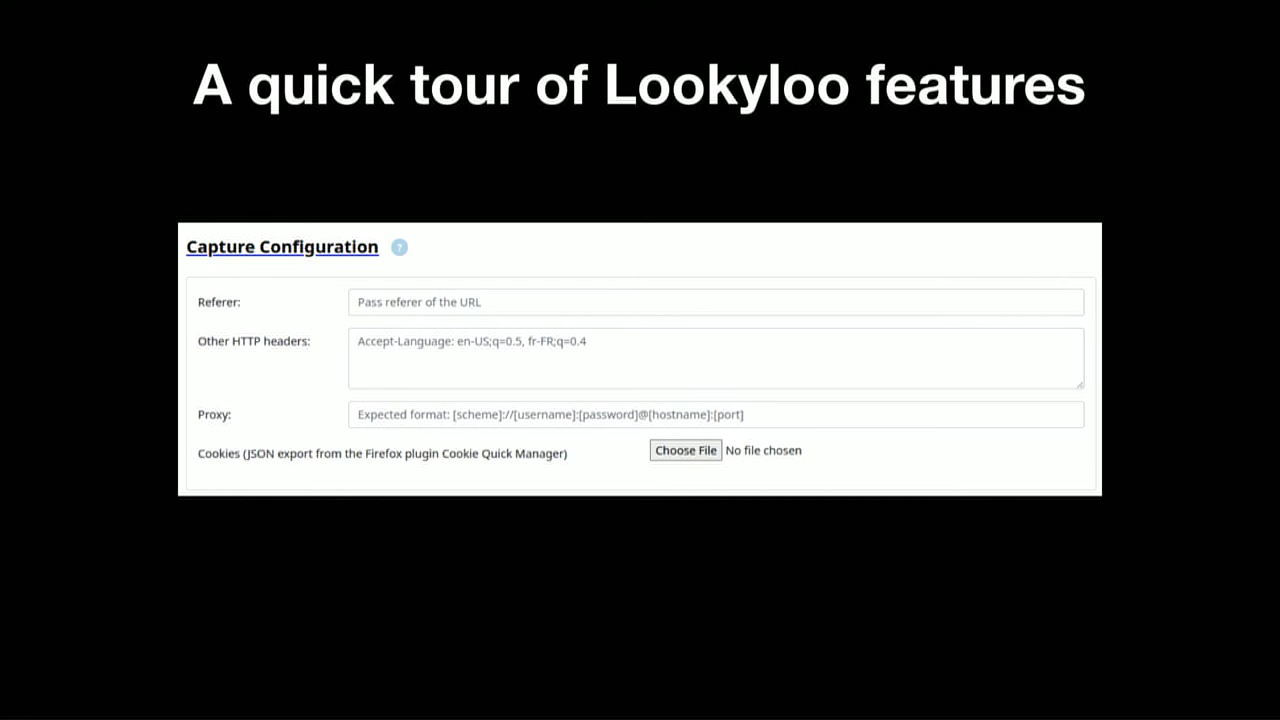 A quick tour of Lookyloo features
Capture Configuration ?
Referer: Pass referer of the URL
Other HTTP headers: Accept-Language: en-US;q=0.5, fr-FR;q=0.4
Proxy: Expected format: [scheme]://[username]:[password]@[hostname]:[port]
Cookies (JSON export from the Firefox plugin Cookie Quick Manager) Choose File No file chosen